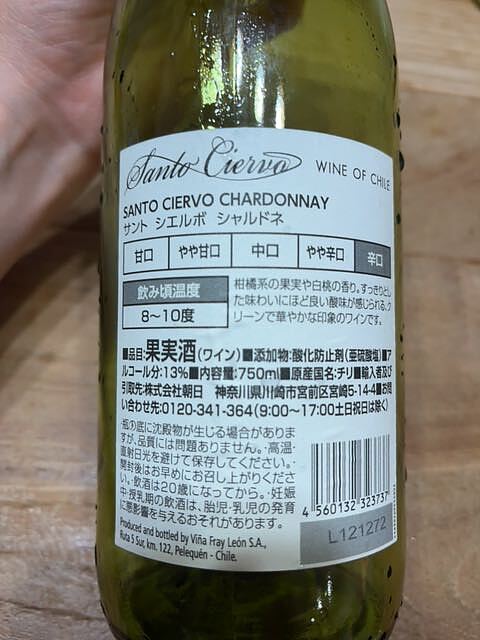 Santo Ciervo WINE OF CHILE
SANTO CIERVO CHARDONNAY
サント シエルボ シャルドネ
甘口 やや甘口 中口 やや辛口 辛口
飲み頃温度
8～10度
柑橘系の果実や白桃の香り。すっきりとし
た味わいにほど良い酸味が感じられる、ク
リーンで華やかな印象のワインです。
■品目:果実酒(ワイン)■添加物:酸化防止剤(亜硫酸塩)■ア
ルコール分:13%■内容量:750ml■原産国名:チリ■輸入者及び
引取先:株式会社朝日 神奈川県川崎市宮前区宮崎5-14-4■お問
い合わせ先:0120-341-364(9:00～17:00土日祝日は除く)
・瓶の底に沈殿物が生じる場合がありま
すが、品質には問題ありません。・高温・
直射日光を避けて保存してください。・
開封後はお早めにお召し上がりくださ
い。・飲酒は20歳になってから。・妊娠
中・授乳期の飲酒は、胎児・乳児の発育
に悪影響を与えるおそれがあります。
Produced and bottled by Viña Fray León S.A.,
Ruta 5 Sur, km. 122, Pelequén - Chile.
4 560132 323737
L121272